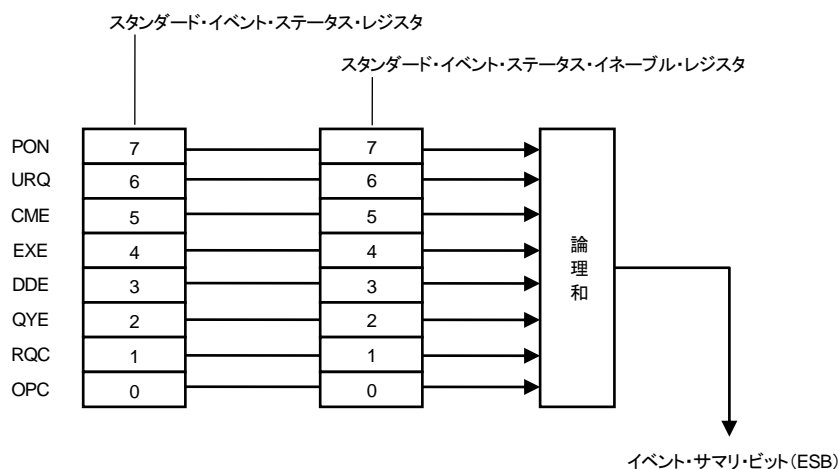 スタンダード・イベント・ステータス・レジスタ
スタンダード・イベント・ステータス・イネーブル・レジスタ
PON 7 7
URQ 6 6
CME 5 5
EXE 4 4
DDE 3 3
QYE 2 2
RQC 1 1
OPC 0 0
論理和
イベント・サマリ・ビット(ESB)